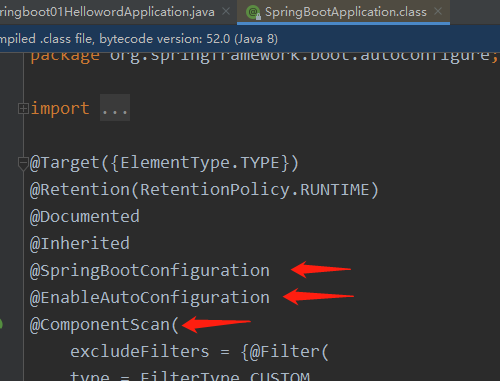 ringboot01HellowordApplication.java × SpringBootApplication.class ×
mpiled .class file, bytecode version: 52.0 (Java 8)
package org.springframework.boot.autoconfigure;
import ...
@Target({ElementType.TYPE})
@Retention(RetentionPolicy.RUNTIME)
@Documented
@Inherited
@SpringBootConfiguration
@EnableAutoConfiguration
@ComponentScan(
excludeFilters = {@Filter(
type = FilterType.CUSTOM